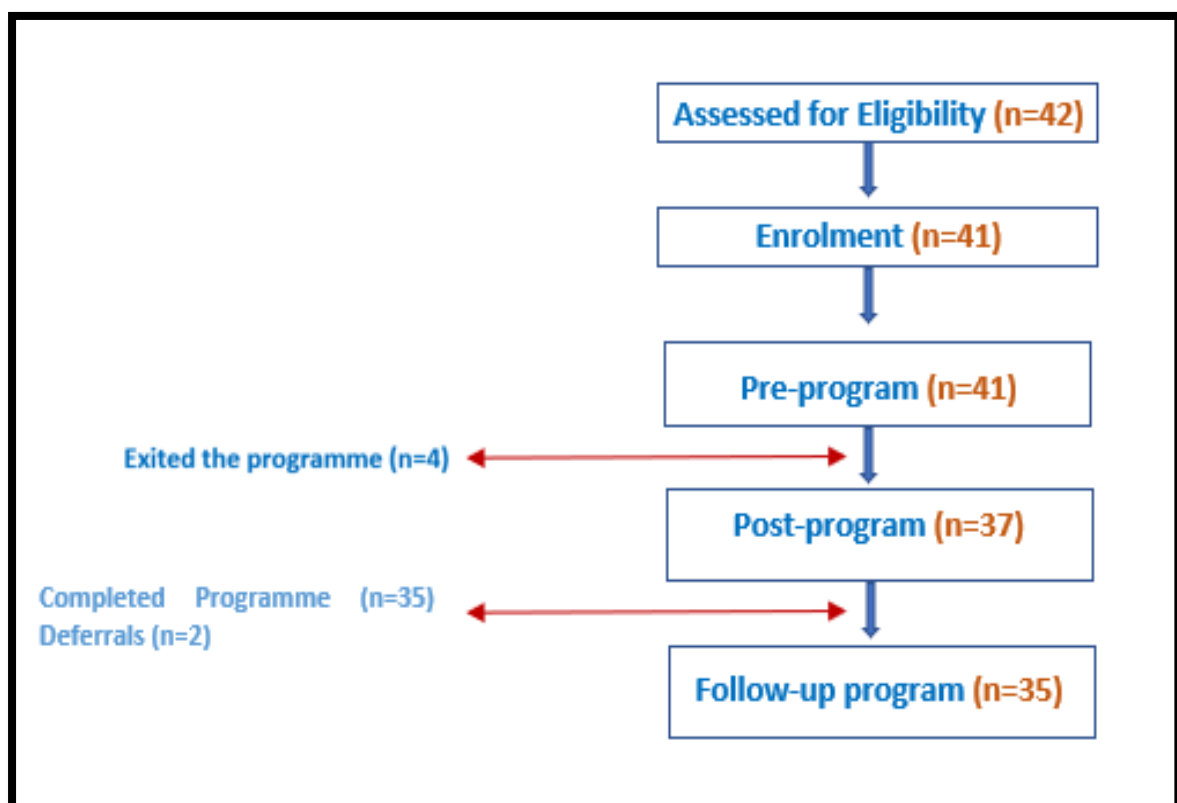 Assessed for Eligibility (n=42)
Enrolment (n=41)
Pre-program (n=41)
Exited the programme (n=4)
Post-program (n=37)
Completed Programme (n=35)
Deferrals (n=2)
Follow-up program (n=35)